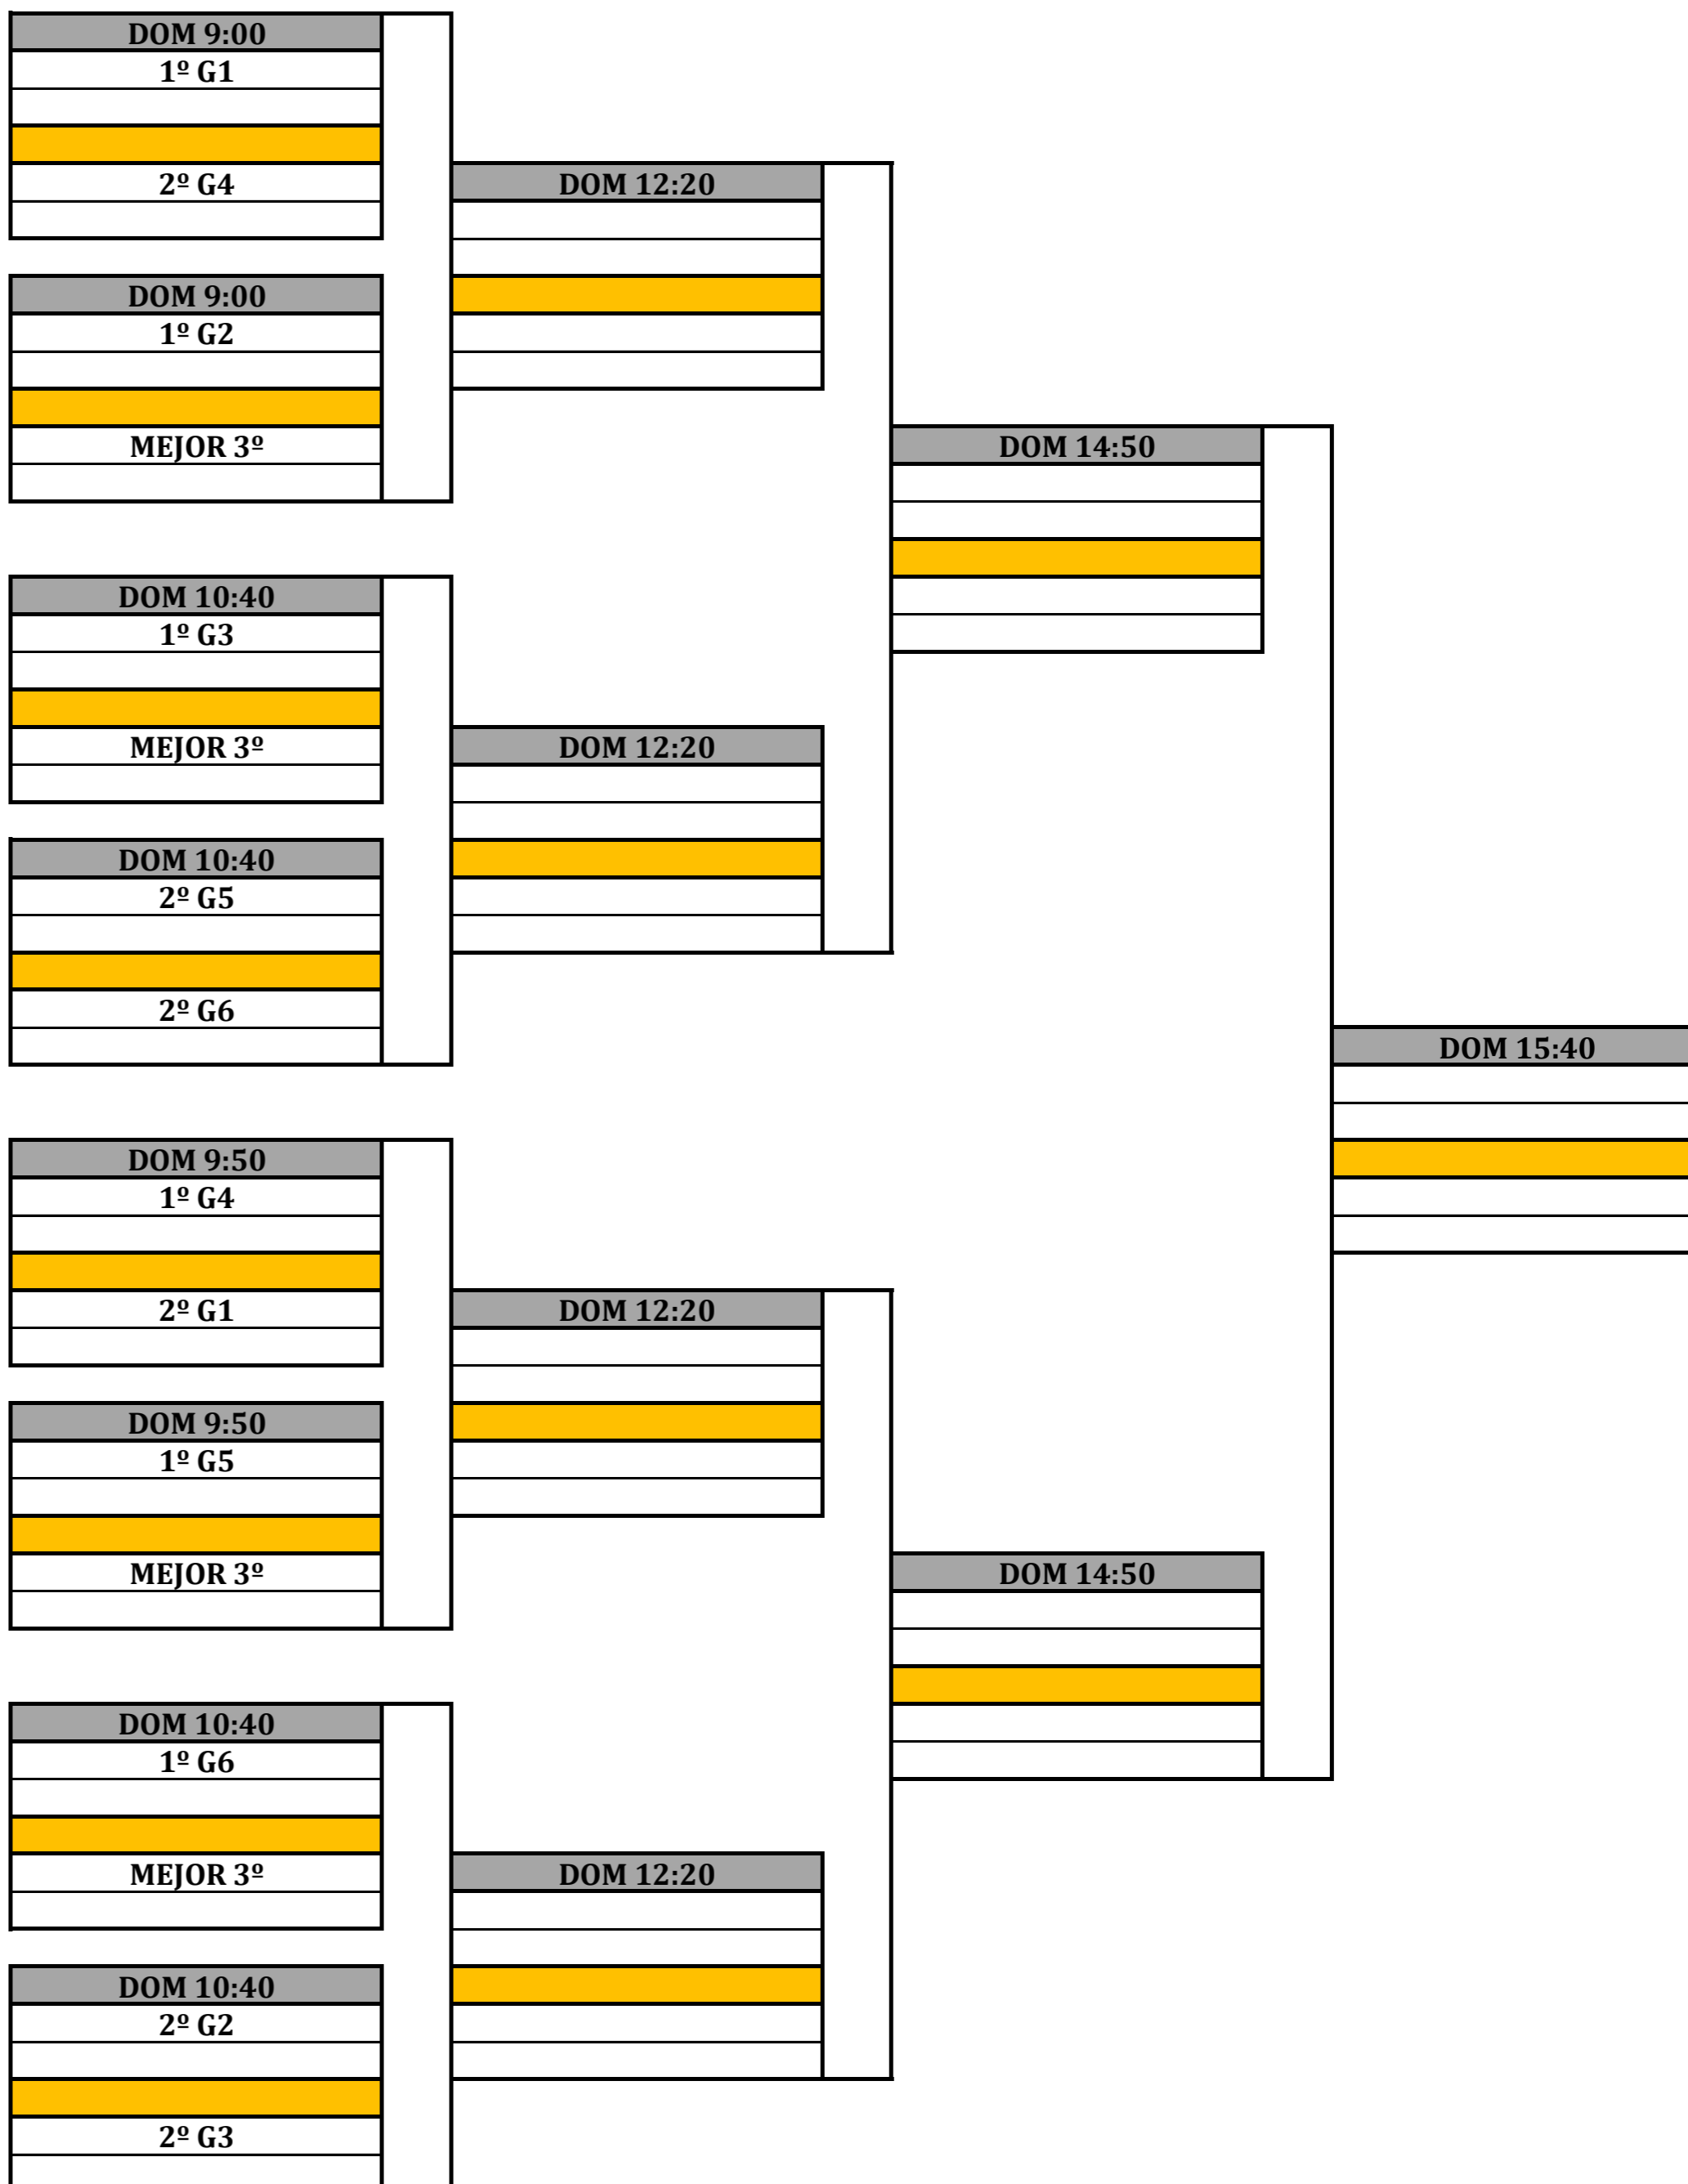 DOM 9:00
1º G1
2º G4
DOM 9:00
1º G2
MEJOR 3º
DOM 10:40
1º G3
MEJOR 3º
DOM 10:40
2º G5
2º G6
DOM 9:50
1º G4
2º G1
DOM 9:50
1º G5
MEJOR 3º
DOM 10:40
1º G6
MEJOR 3º
DOM 10:40
2º G2
2º G3
DOM 12:20
DOM 12:20
DOM 12:20
DOM 12:20
DOM 14:50
DOM 14:50
DOM 15:40